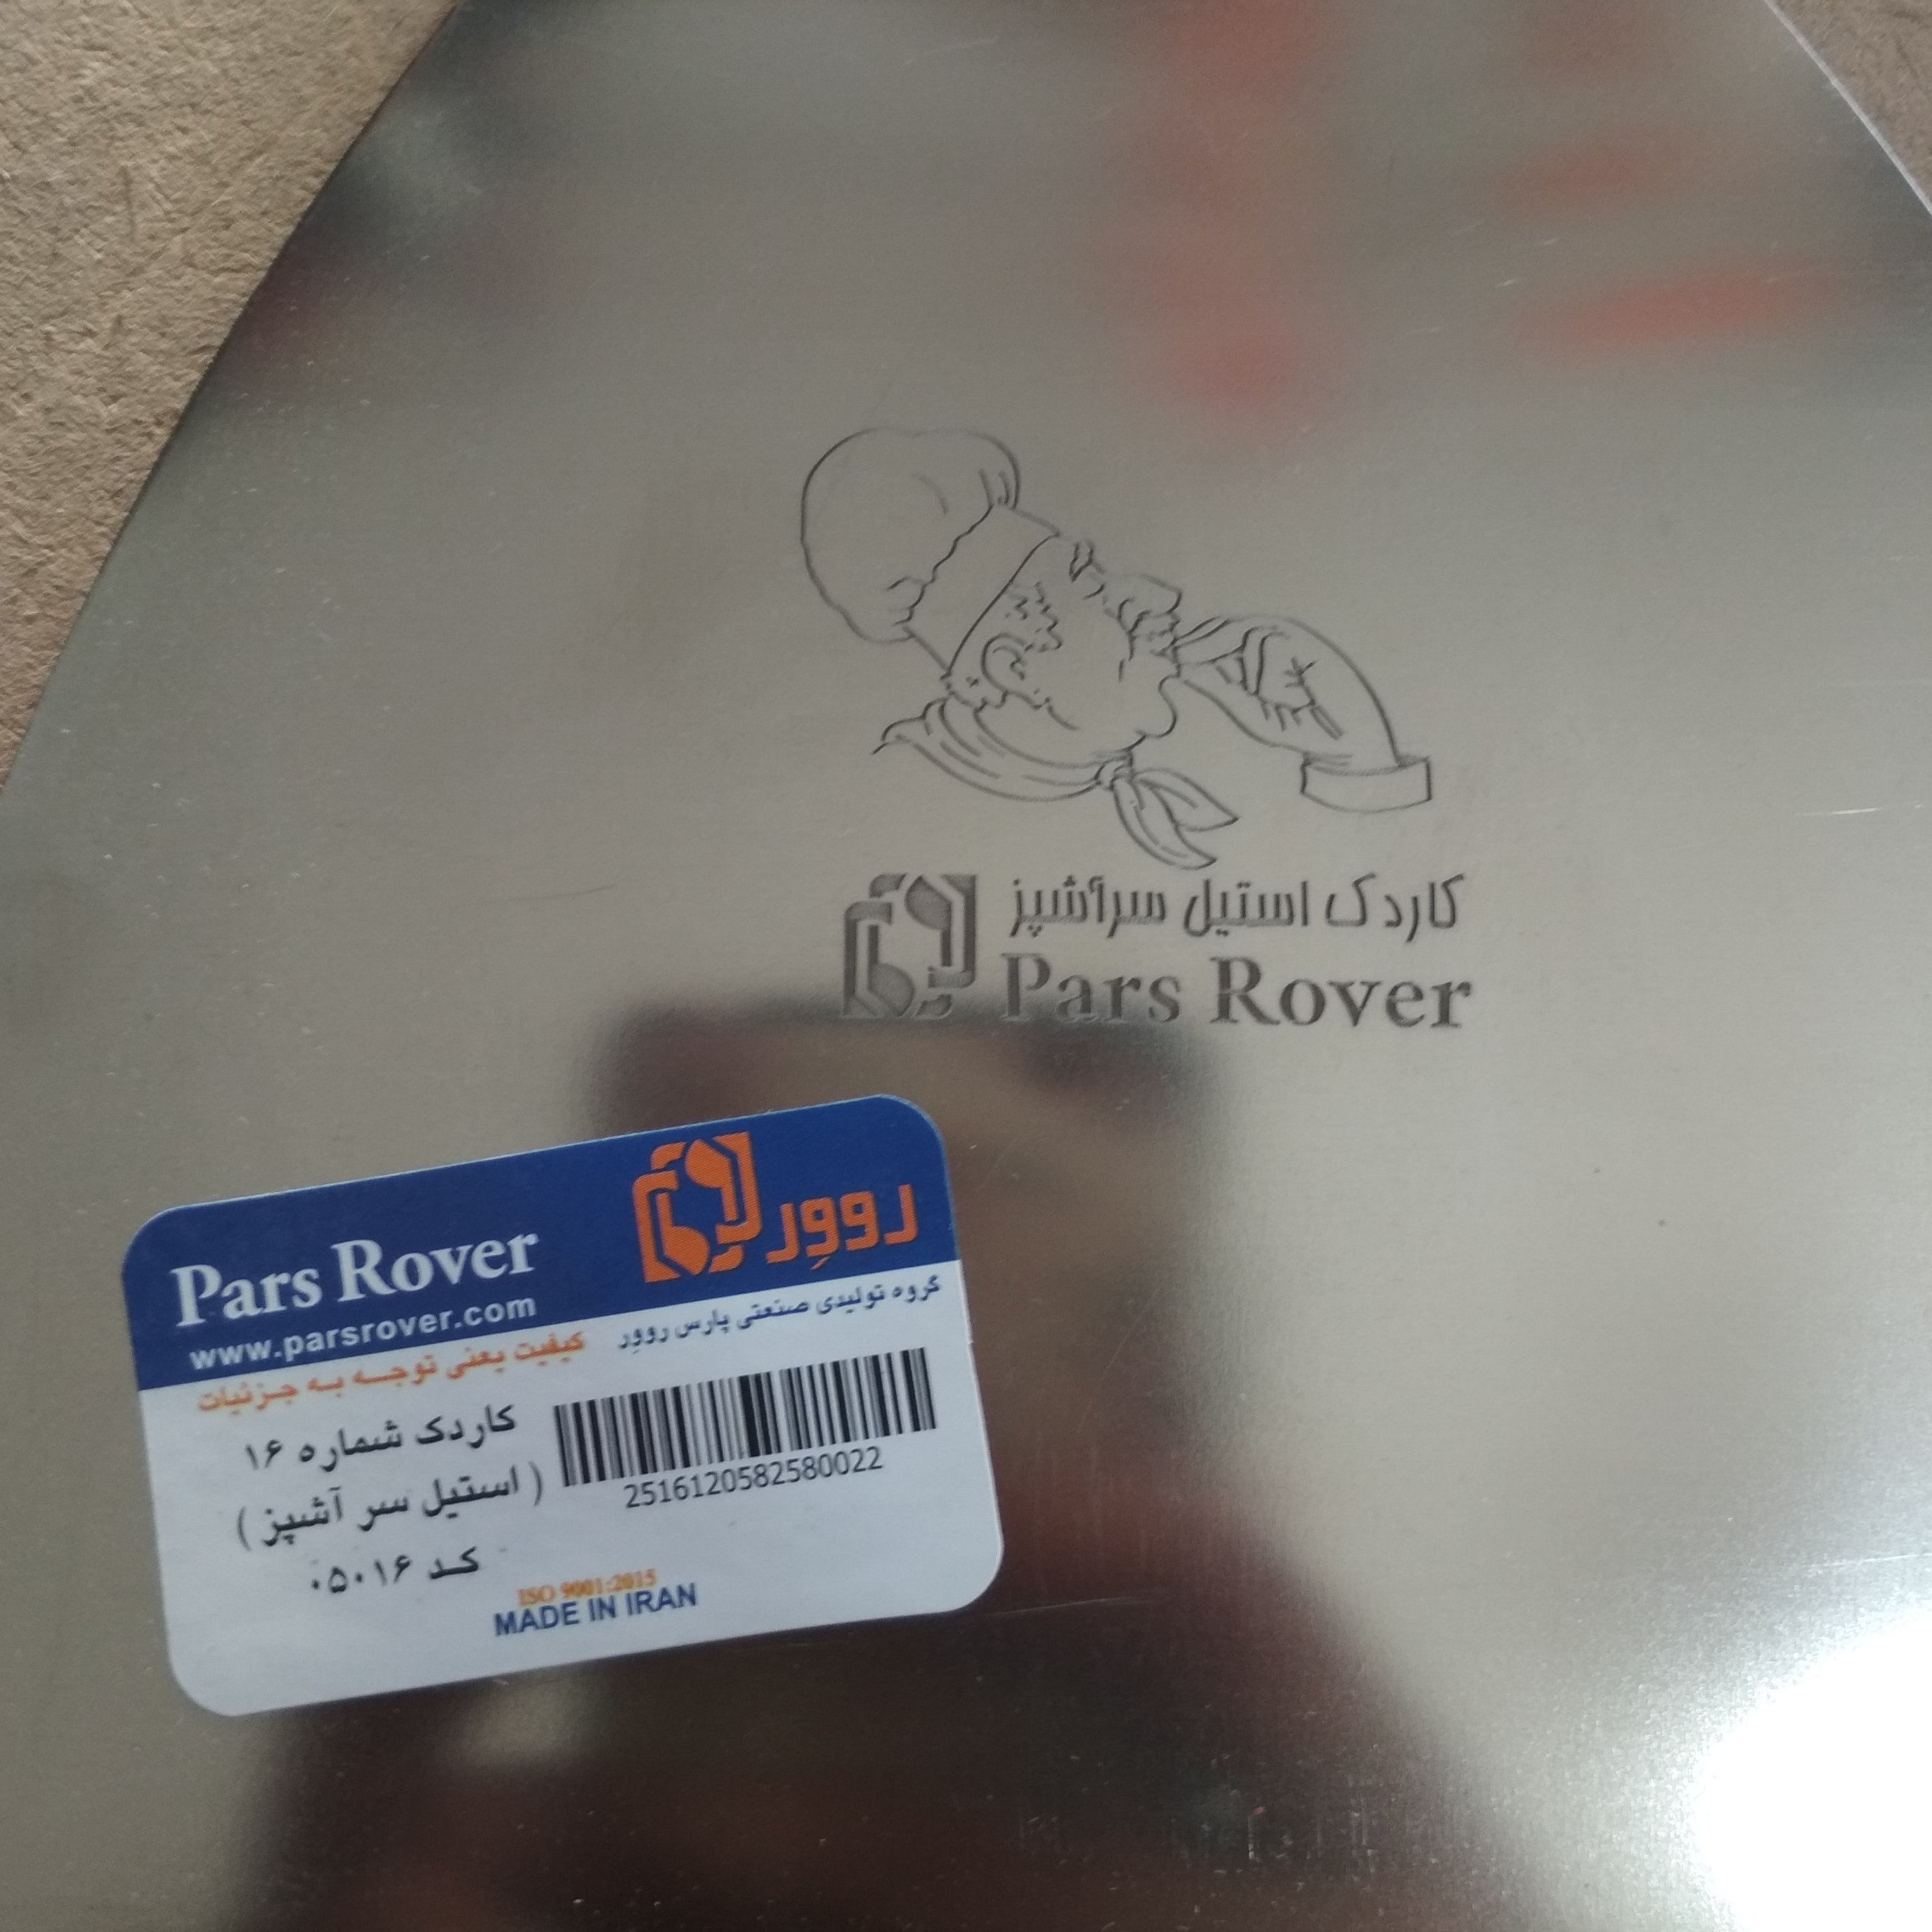 کاردک استیل سرآشپز
Pars Rover
روور
Pars Rover
www.parsrover.com
گروه تولیدی صنعتی پارس روور
کیفیت یعنی توجه به جزئیات
کاردک شماره ۱۶
( استیل سر آشپز )
کد ۰۵۰۱۶
2516120582580022
ISO 9001:2015
MADE IN IRAN